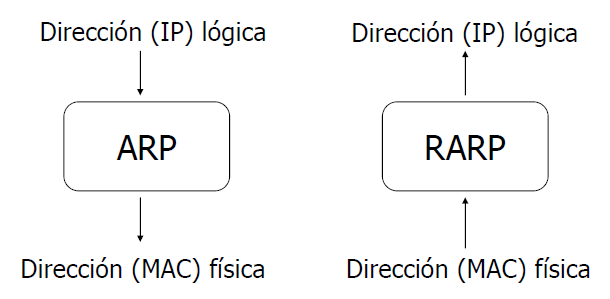 Dirección (IP) lógica
ARP
Dirección (MAC) física
Dirección (IP) lógica
RARP
Dirección (MAC) física